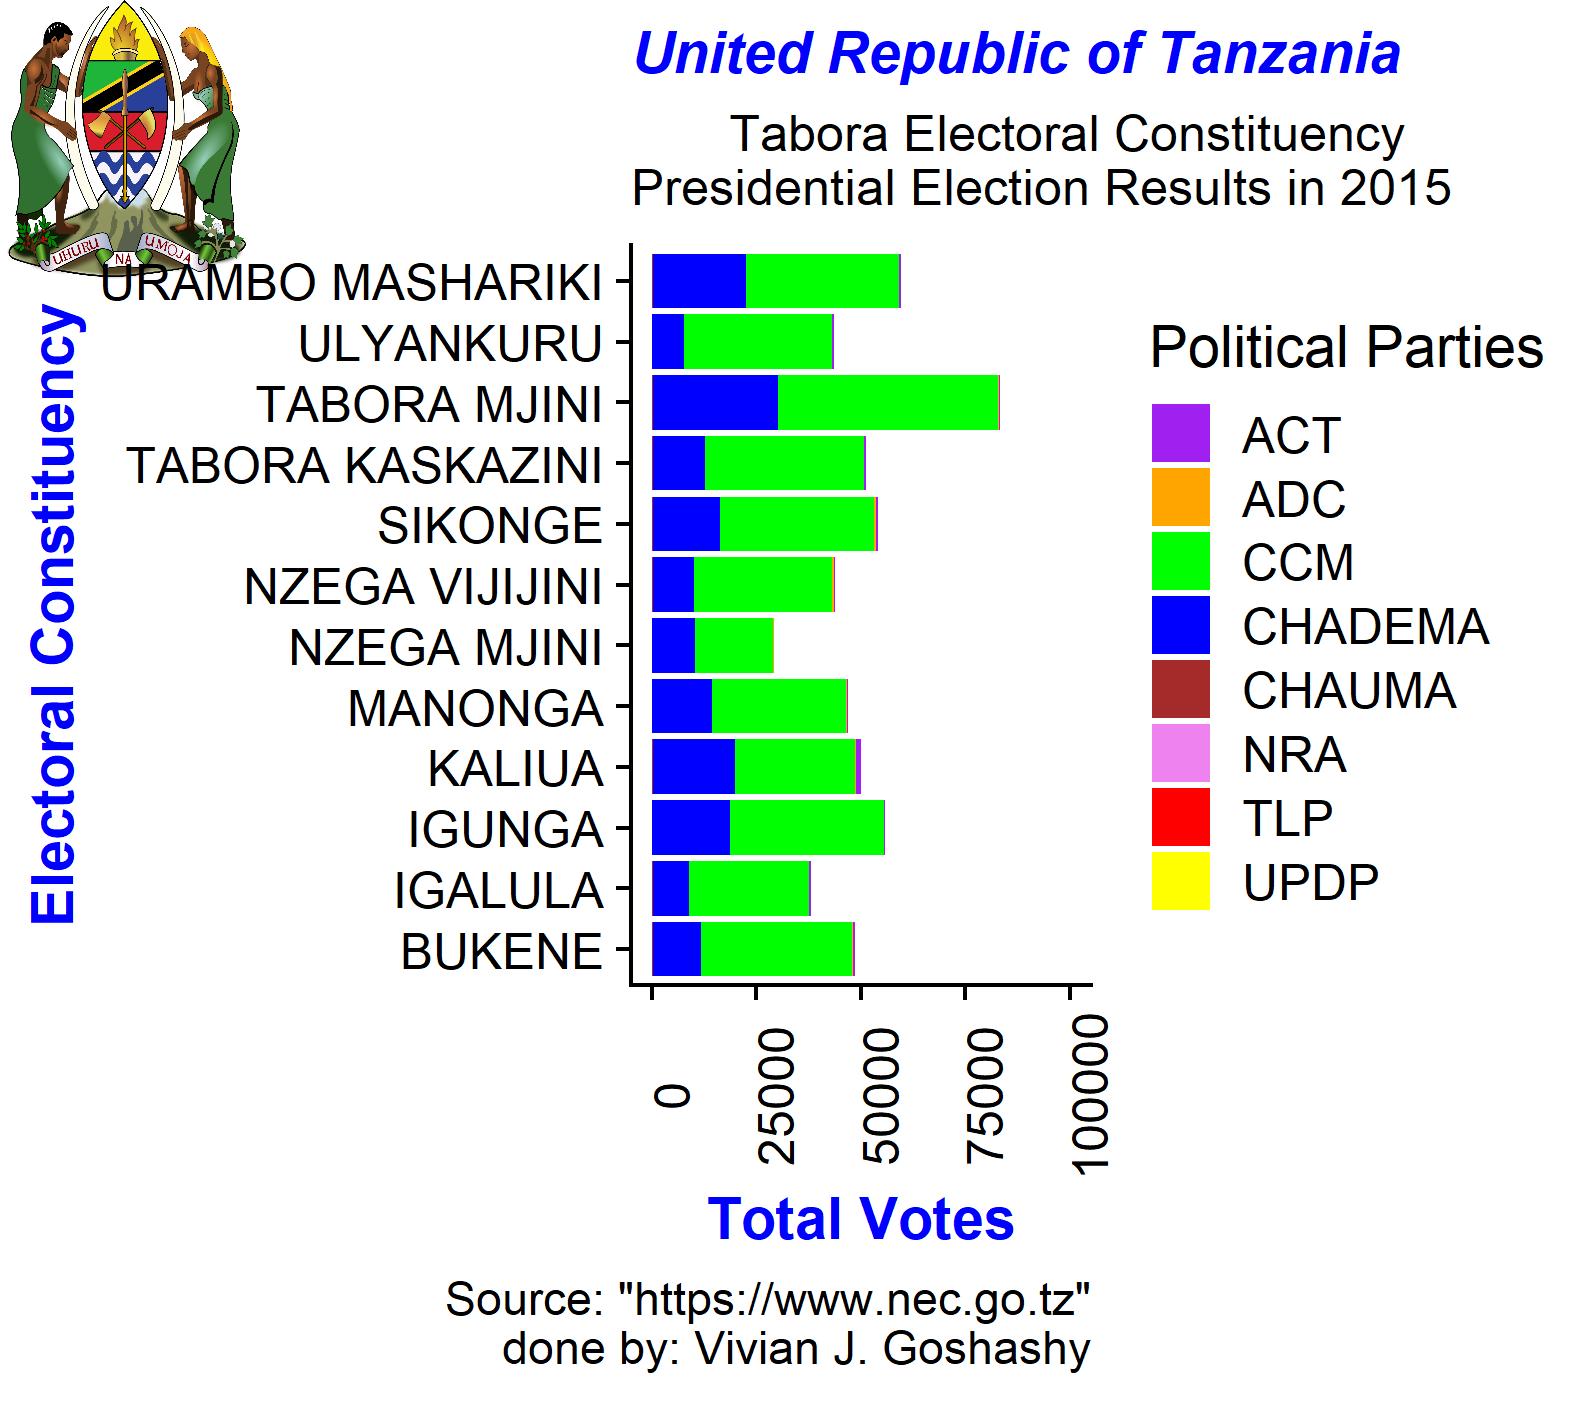 United Republic of Tanzania
Tabora Electoral Constituency
Presidential Election Results in 2015
UHURU NA UMOJA
Electoral Constituency
URAMBO MASHARIKI
ULYANKURU
TABORA MJINI
TABORA KASKAZINI
SIKONGE
NZEGA VIJIJINI
NZEGA MJINI
MANONGA
KALIUA
IGUNGA
IGALULA
BUKENE
0
25000
50000
75000
100000
Total Votes
Political Parties
ACT
ADC
CCM
CHADEMA
CHAUMA
NRA
TLP
UPDP
Source: "https://www.nec.go.tz"
done by: Vivian J. Goshashy